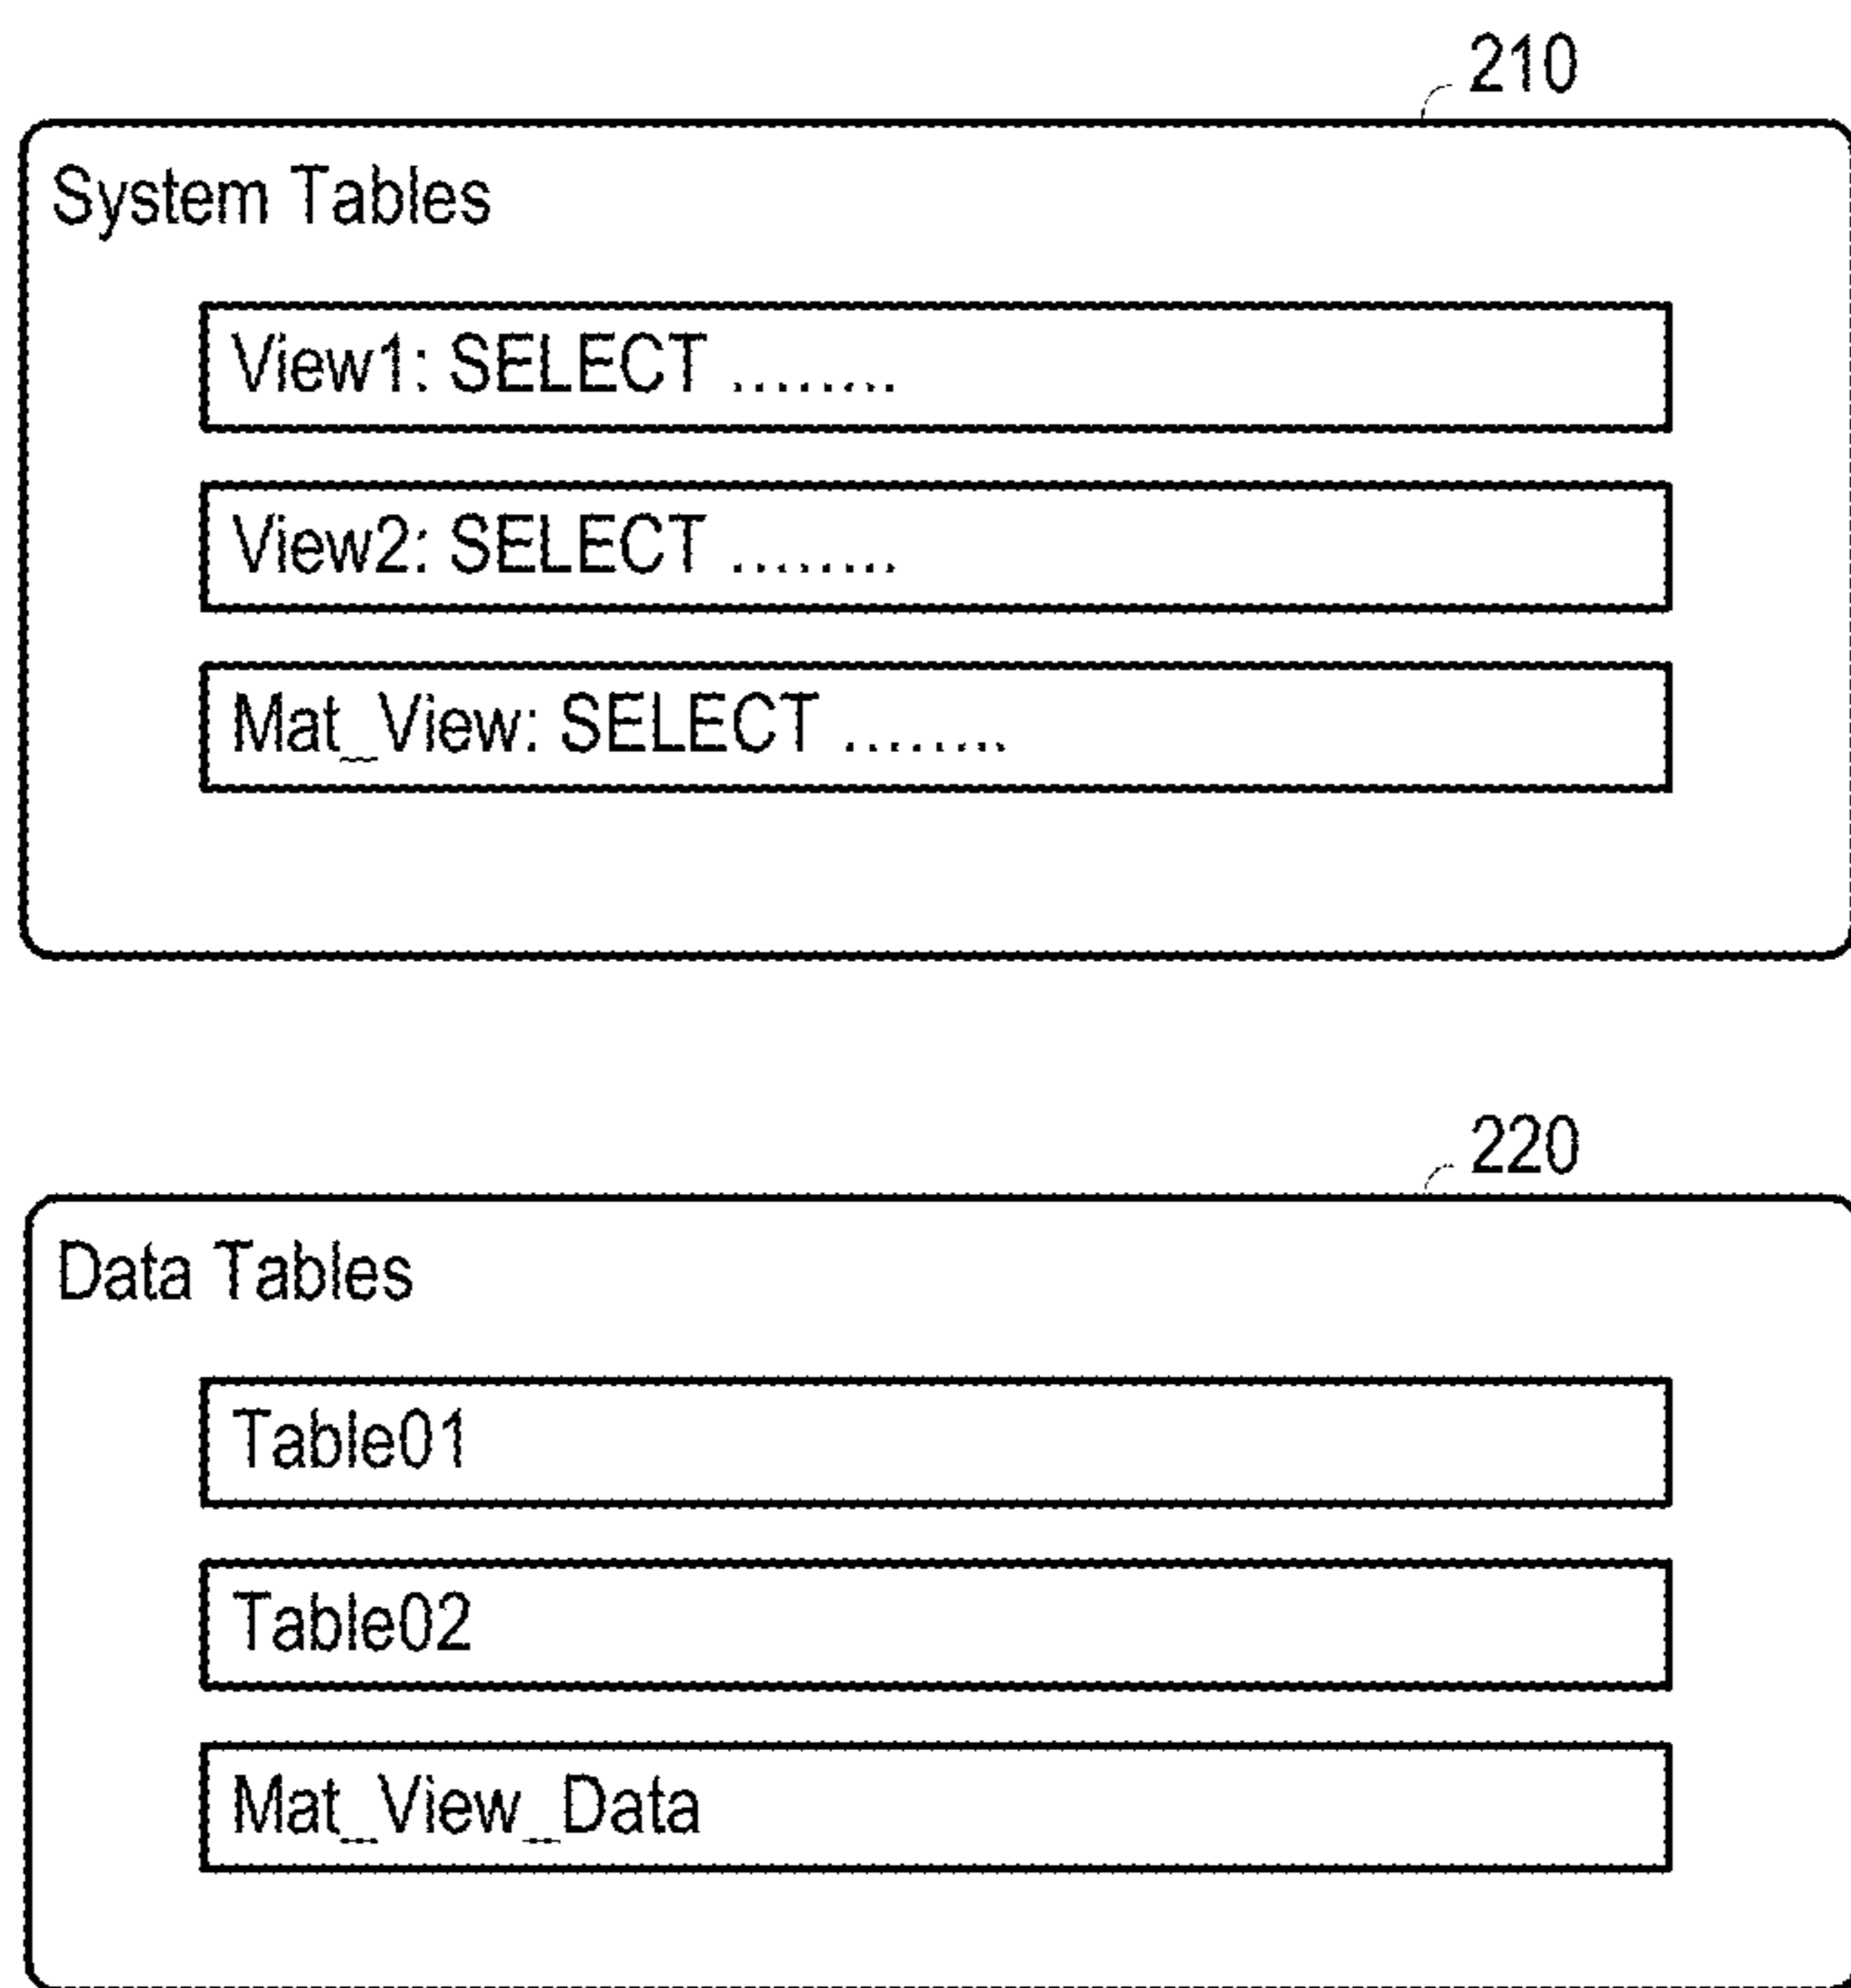 210
System Tables
View1: SELECT ........
View2: SELECT ........
Mat_View: SELECT ........
220
Data Tables
Table01
Table02
Mat_View_Data